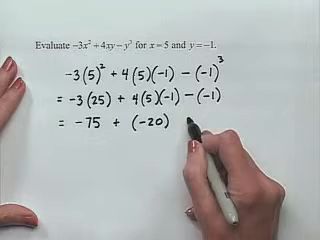 Evaluate −3x² + 4xy − y³ for x = 5 and y = −1.
-3(5)² + 4(5)(-1) - (-1)³
= -3(25) + 4(5)(-1) - (-1)
= -75 + (-20)